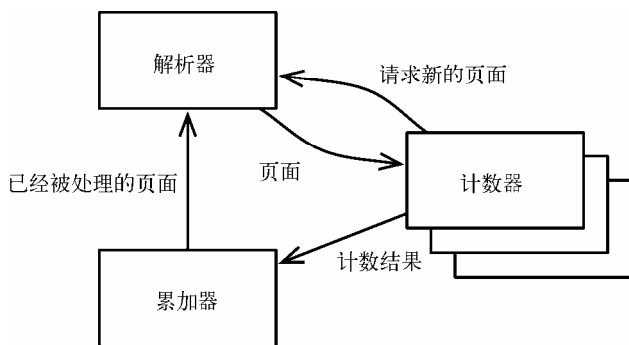 解析器
请求新的页面
页面
已经被处理的页面
计数器
计数结果
累加器